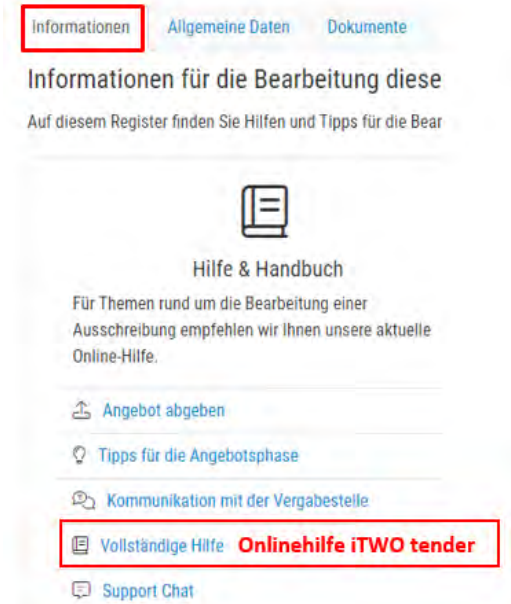 Informationen Allgemeine Daten Dokumente
Informationen für die Bearbeitung diese
Auf diesem Register finden Sie Hilfen und Tipps für die Bear
Hilfe & Handbuch
Für Themen rund um die Bearbeitung einer
Ausschreibung empfehlen wir Ihnen unsere aktuelle
Online-Hilfe.
Angebot abgeben
Tipps für die Angebotsphase
Kommunikation mit der Vergabestelle
Vollständige Hilfe Onlinehilfe iTWO tender
Support Chat